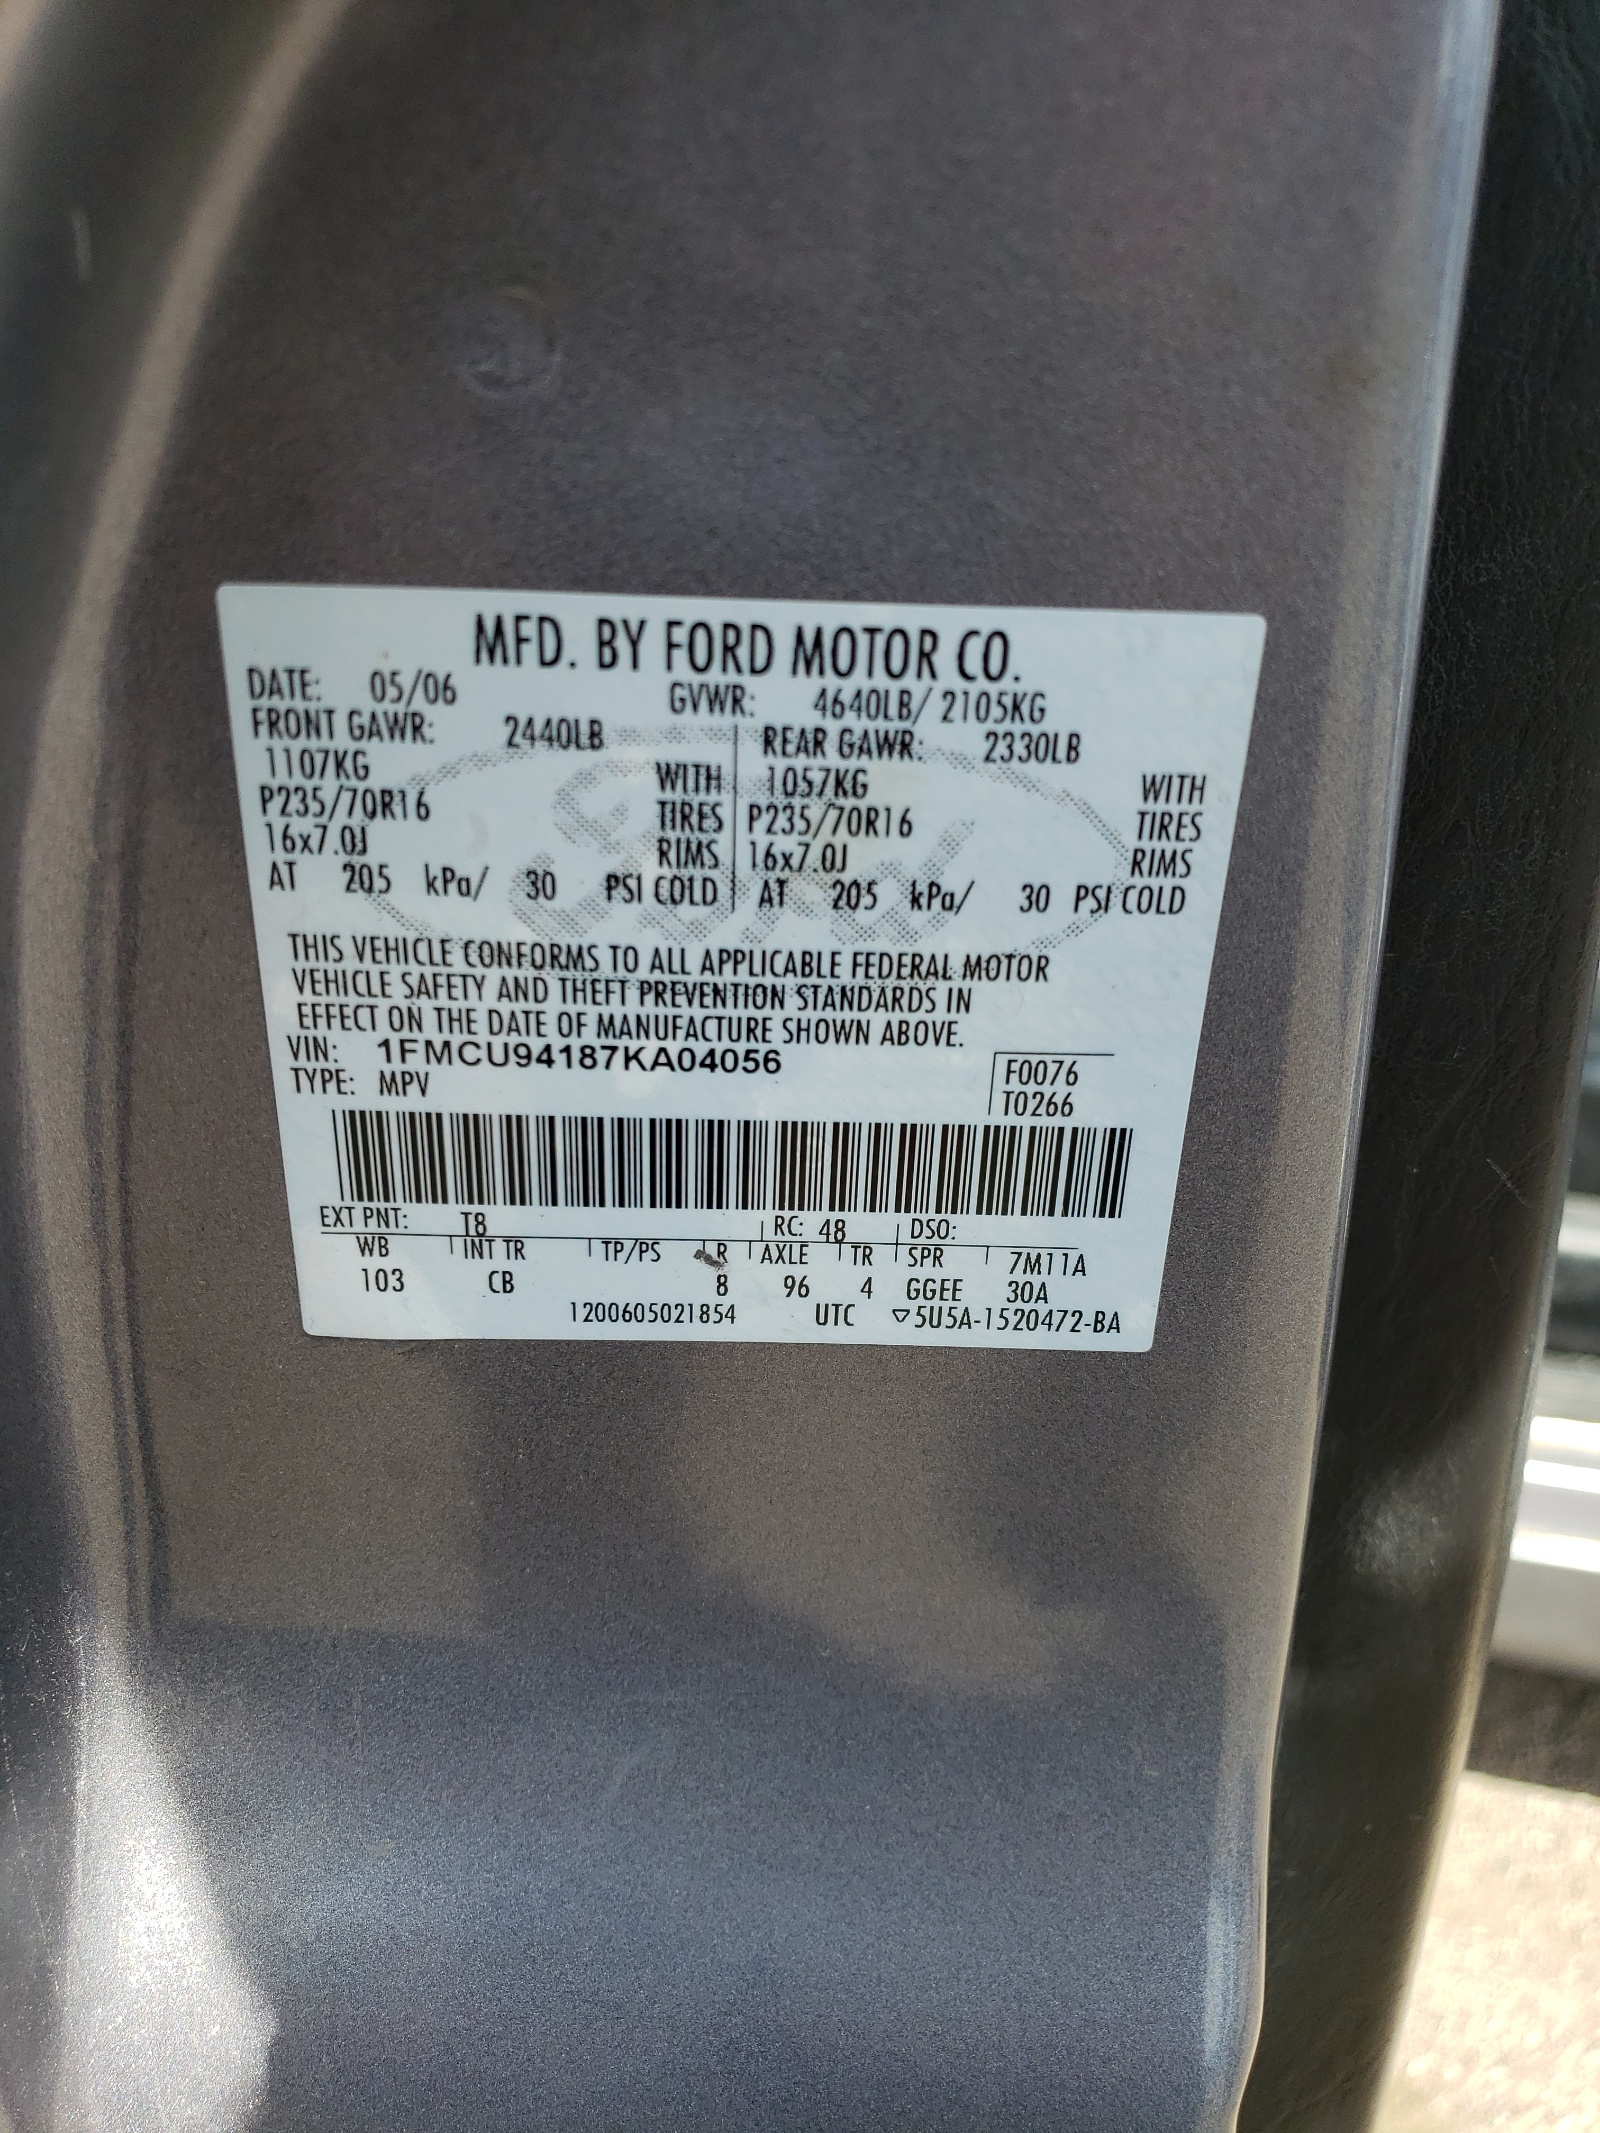 MFD. BY FORD MOTOR CO.
DATE: 05/06 GVWR: 4640LB/ 2105KG
FRONT GAWR: 2440LB REAR GAWR: 2330LB
1107KG WITH 1057KG WITH
P235/70R16 TIRES P235/70R16 TIRES
16x7.0J RIMS 16x7.0J RIMS
AT 205 kPa/ 30 PSI COLD AT 205 kPa/ 30 PSI COLD
THIS VEHICLE CONFORMS TO ALL APPLICABLE FEDERAL MOTOR
VEHICLE SAFETY AND THEFT PREVENTION STANDARDS IN
EFFECT ON THE DATE OF MANUFACTURE SHOWN ABOVE.
VIN: 1FMCU94187KA04056 F0076
TYPE: MPV T0266
EXT PNT: T8 RC: 48 DSO:
WB INT TR TP/PS R AXLE TR SPR 7M11A
103 CB 8 96 4 GGEE 30A
1200605021854 UTC ▽5U5A-1520472-BA